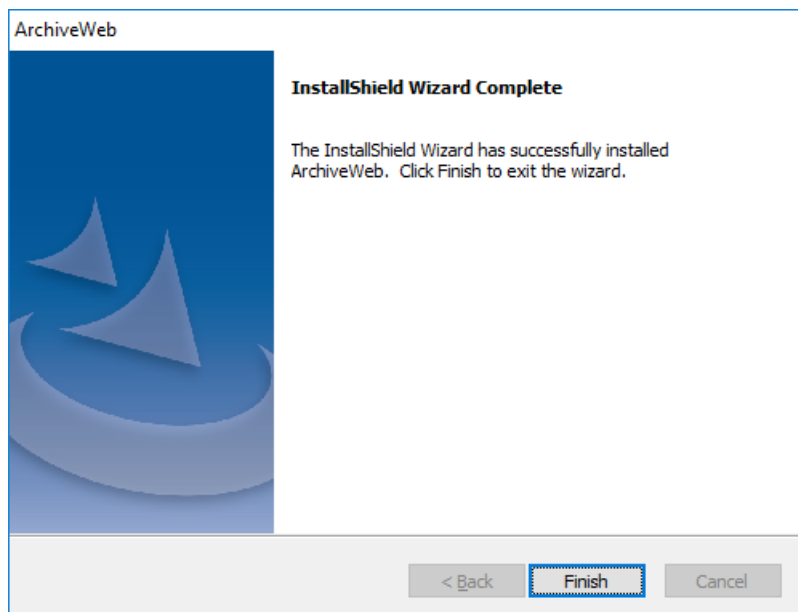 ArchiveWeb
InstallShield Wizard Complete
The InstallShield Wizard has successfully installed
ArchiveWeb. Click Finish to exit the wizard.
< Back
Finish
Cancel